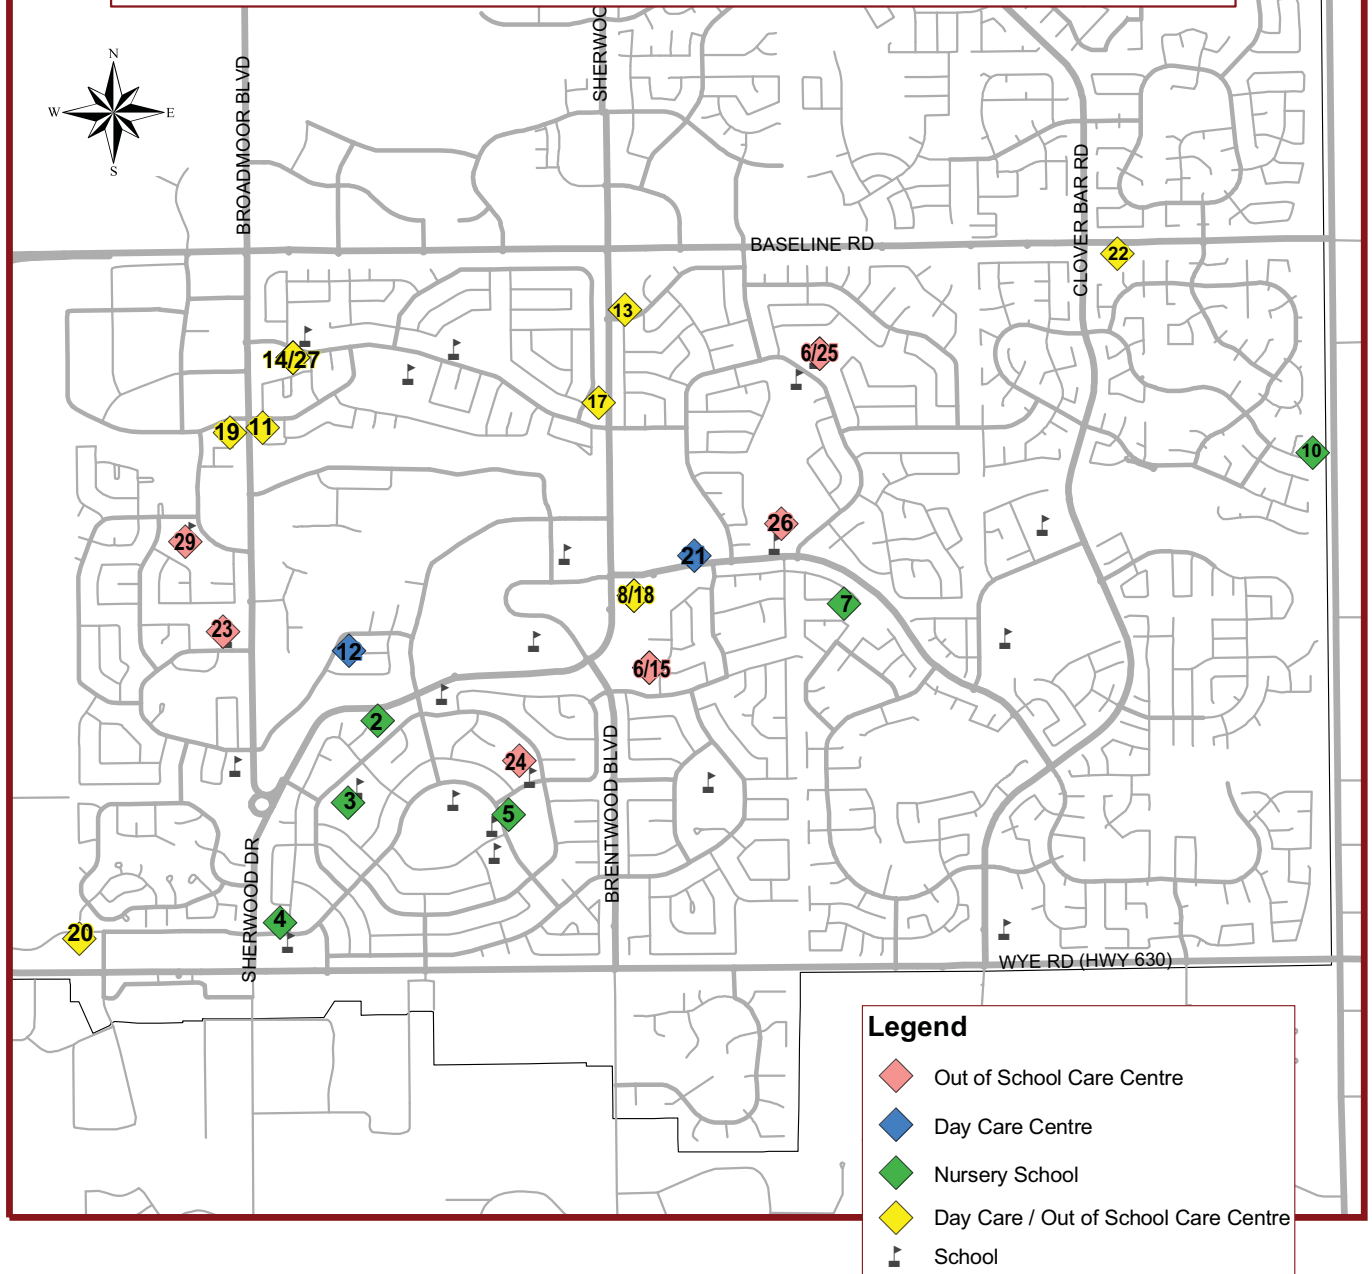 SHERWOO
N
W E
S
BROADMOOR BLVD
CLOVER BAR RD
BASELINE RD
22
13
14/27
6/25
17
19
11
10
26
29
21
8/18
7
23
12
6/15
2
24
3
5
BRENTWOOD BLVD
SHERWOOD DR
4
20
WYE RD (HWY 630)
Legend
Out of School Care Centre
Day Care Centre
Nursery School
Day Care / Out of School Care Centre
School